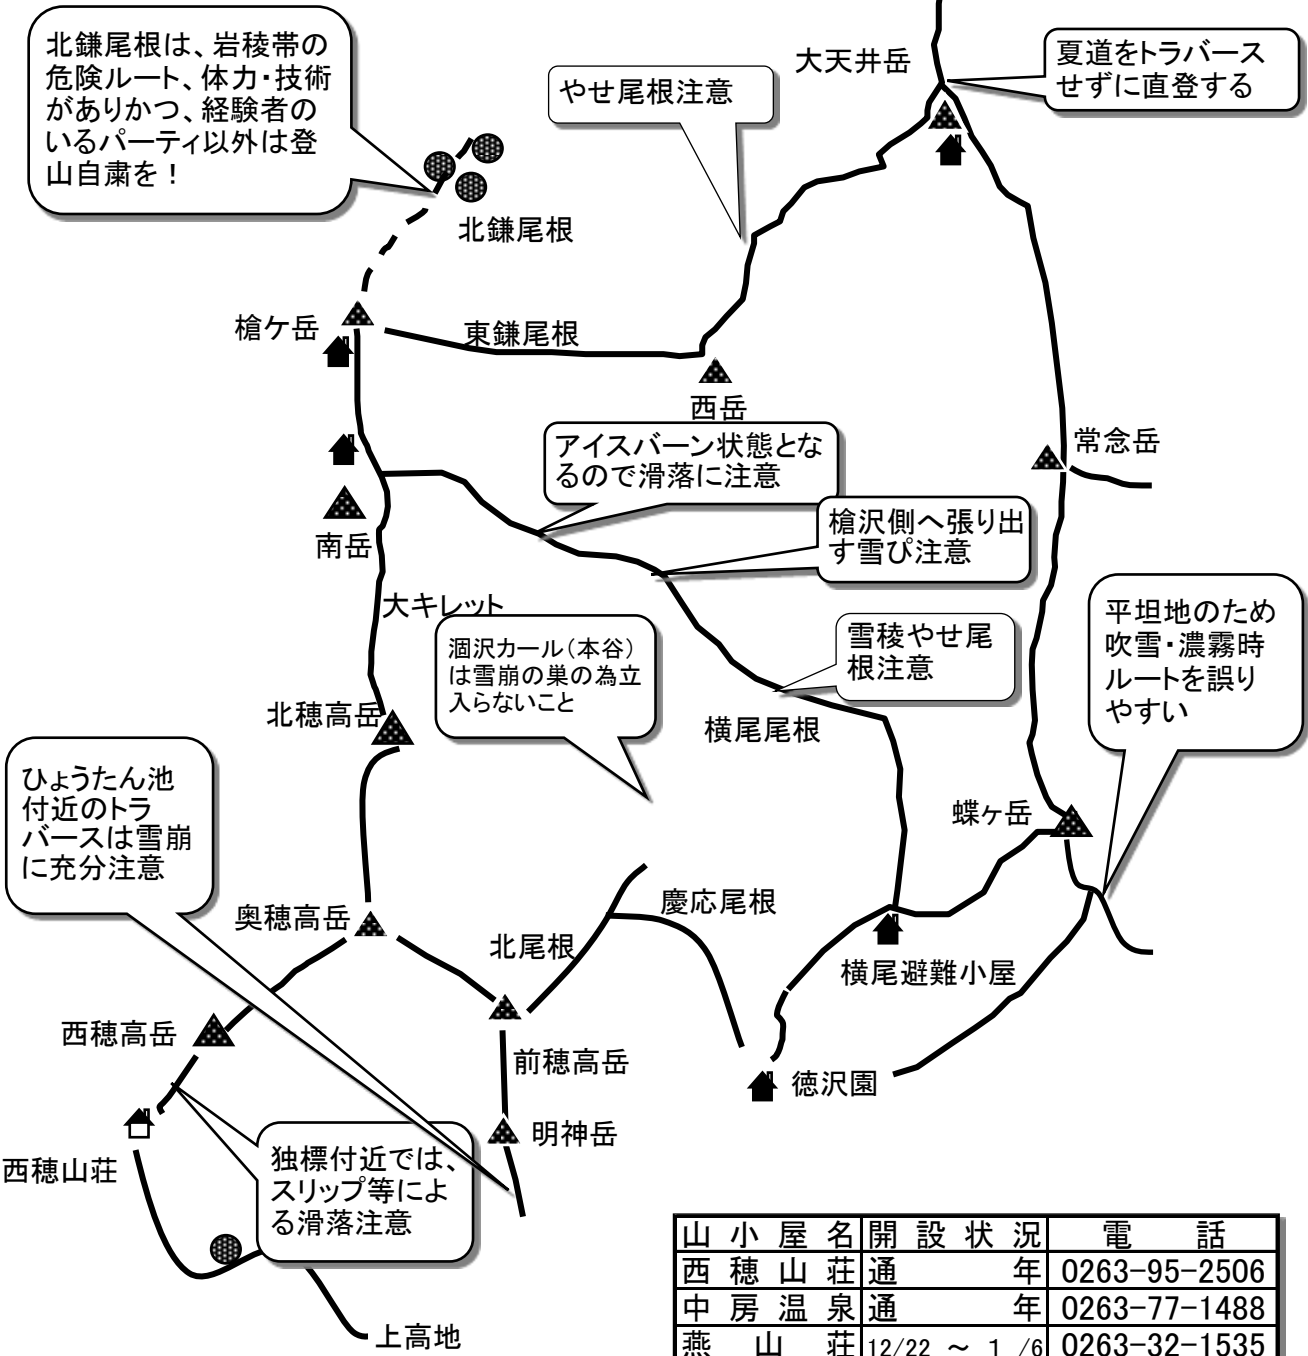 北鎌尾根は、岩稜帯の
危険ルート、体力・技術
がありかつ、経験者の
いるパーティ以外は登
山自粛を！
やせ尾根注意
大天井岳
夏道をトラバース
せずに直登する
北鎌尾根
槍ケ岳
東鎌尾根
西岳
アイスバーン状態とな
るので滑落に注意
常念岳
南岳
槍沢側へ張り出
す雪ぴ注意
大キレット
涸沢カール（本谷）
は雪崩の巣の為立
入らないこと
雪稜やせ尾
根注意
平坦地のため
吹雪・濃霧時
ルートを誤り
やすい
北穂高岳
横尾尾根
ひょうたん池
付近のトラ
バースは雪崩
に充分注意
蝶ヶ岳
奥穂高岳
慶応尾根
北尾根
横尾避難小屋
西穂高岳
前穂高岳
徳沢園
明神岳
西穂山荘
独標付近では、
スリップ等によ
る滑落注意
上高地
山小屋名 開設状況 電話
西穂山荘 通年 0263-95-2506
中房温泉 通年 0263-77-1488
燕山荘 12/22 ～ 1 /6 0263-32-1535